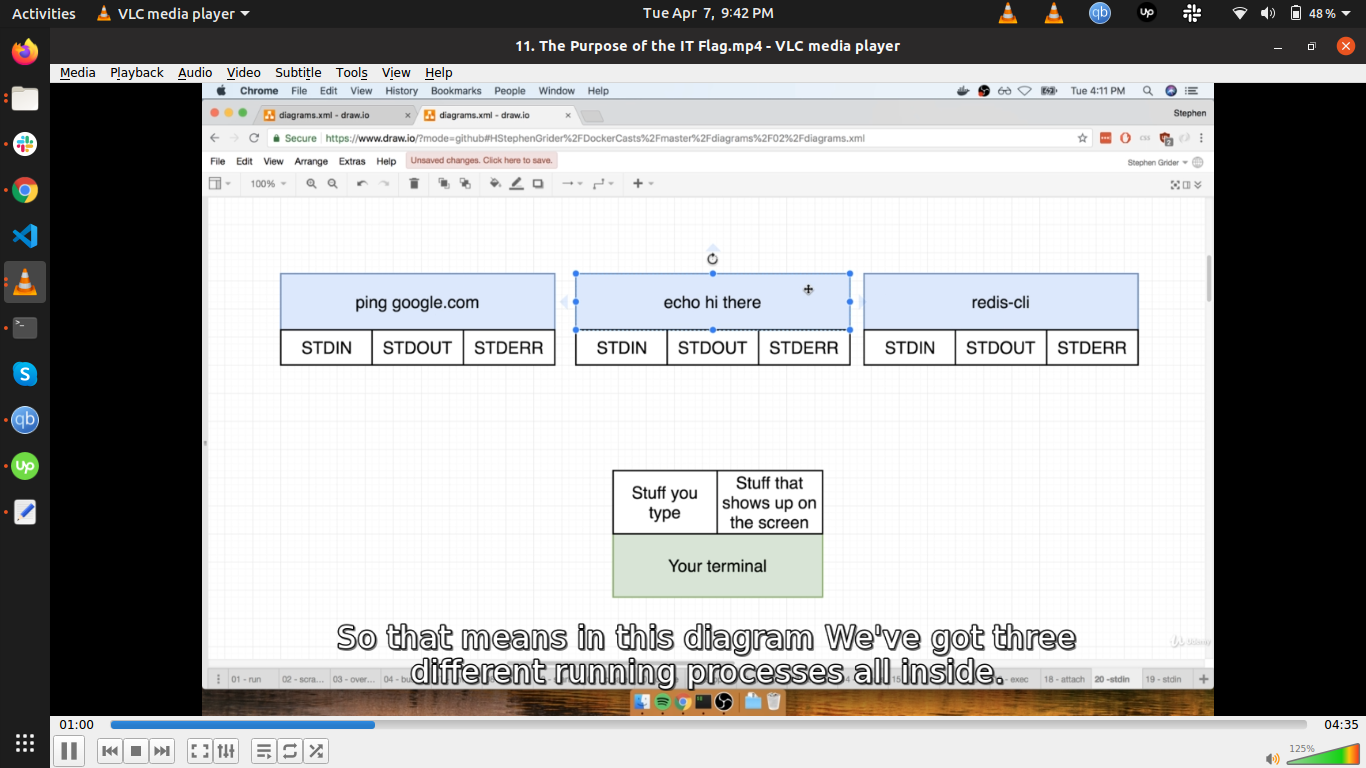 Activities
VLC media player
Tue Apr 7, 9:42 PM
qb
up
48 %
11. The Purpose of the IT Flag.mp4 - VLC media player
Media Playback Audio Video Subtitle Tools View Help
Chrome File Edit View History Bookmarks People Window Help
Tue 4:11 PM
diagrams.xml - draw.io
diagrams.xml - draw.io
Stephen
Secure https://www.draw.io/?mode=github#HStephenGrider%2FDockerCasts%2Fmaster%2Fdiagrams%2F02%2Fdiagrams.xml
File Edit View Arrange Extras Help Unsaved changes. Click here to save.
Stephen Grider
100%
ping google.com
STDIN STDOUT STDERR
echo hi there
STDIN STDOUT STDERR
redis-cli
STDIN STDOUT STDERR
Stuff you
type
Stuff that
shows up on
the screen
Your terminal
So that means in this diagram We've got three
different running processes all inside.
01 - run 02 - scra... 03 - over... 04 - bu
- exec 18 - attach 20 -stdin 19 - stdin
S
qb
up
01:00
04:35
125%